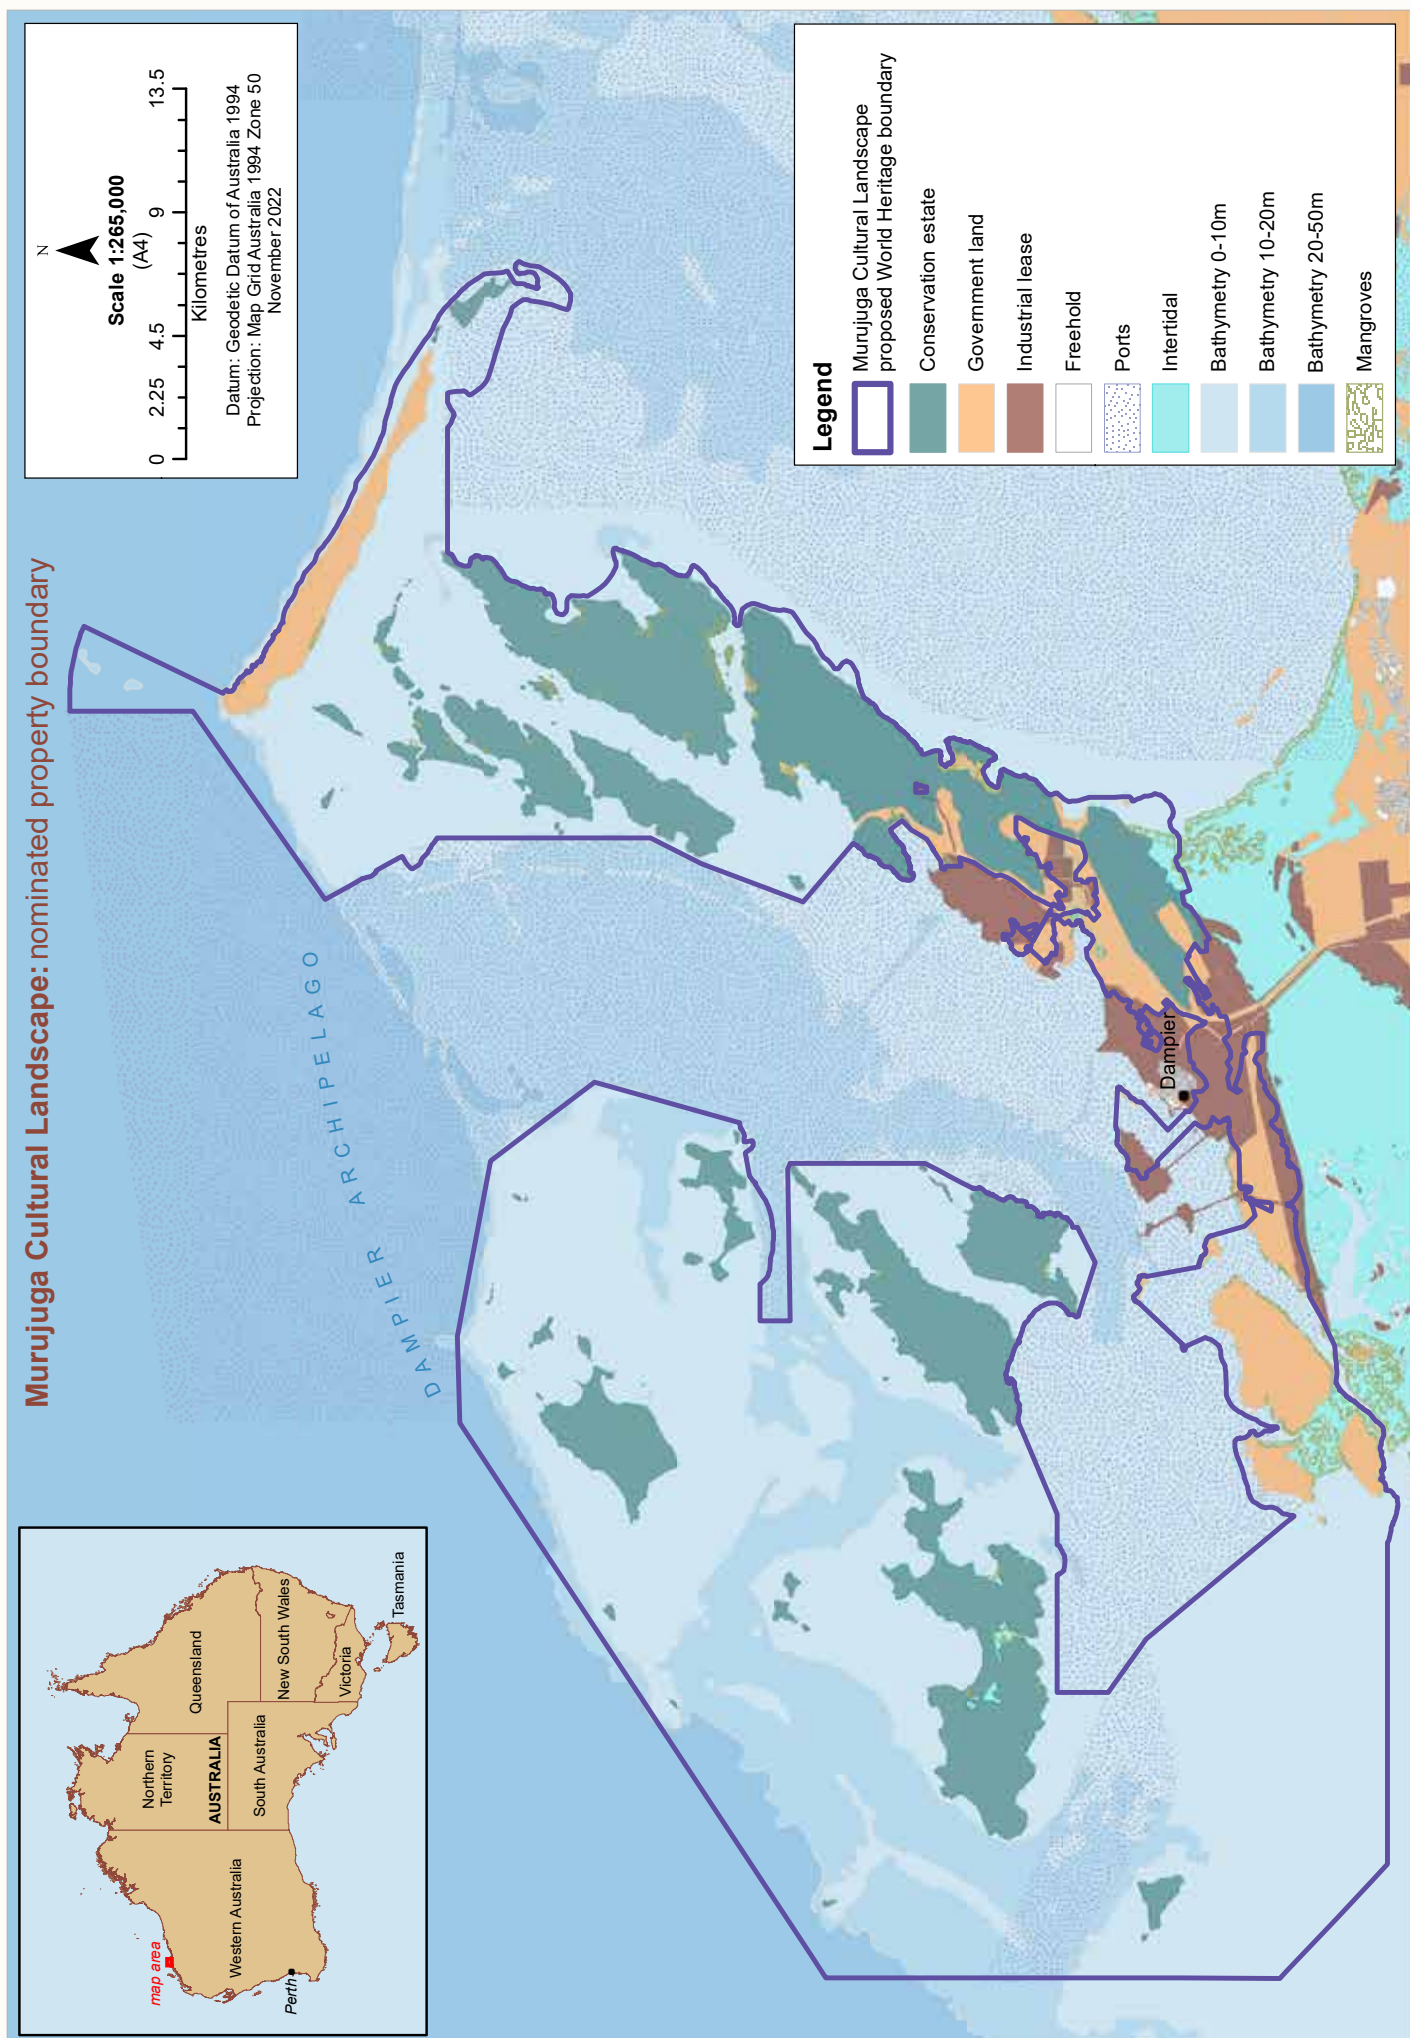 Murujuga Cultural Landscape: nominated property boundary
Northern
Territory
Queensland
AUSTRALIA
Western Australia
South Australia
New South Wales
Victoria
Tasmania
map area
Perth
N
Scale 1:265,000
(A4)
0 2.25 4.5 9 13.5
Kilometres
Datum: Geodetic Datum of Australia 1994
Projection: Map Grid Australia 1994 Zone 50
November 2022
DAMPIER ARCHIPELAGO
Dampier
Legend
Murujuga Cultural Landscape
proposed World Heritage boundary
Conservation estate
Government land
Industrial lease
Freehold
Ports
Intertidal
Bathymetry 0-10m
Bathymetry 10-20m
Bathymetry 20-50m
Mangroves